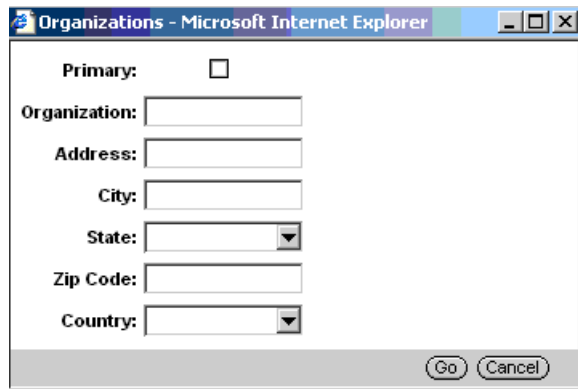 Organizations - Microsoft Internet Explorer
Primary:
Organization:
Address:
City:
State:
Zip Code:
Country:
Go Cancel